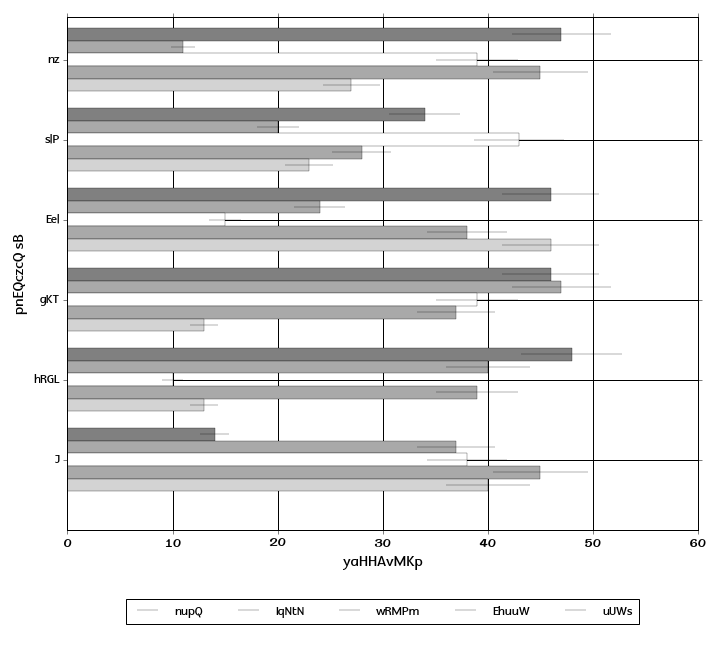 nz
slP
Eel
gKT
hRGL
J
pnEQczcQ sB
0 10 20 30 40 50 60
yaHHAvMKp
nupQ IqNtN wRMPm EhuuW uUWs